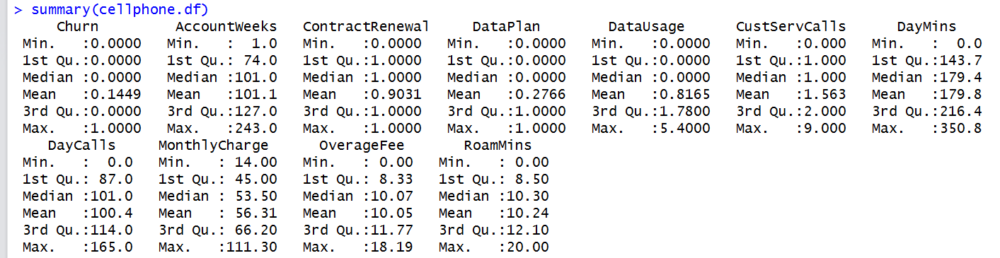 > summary(cellphone.df)
Churn AccountWeeks ContractRenewal DataPlan DataUsage CustServCalls DayMins
Min. :0.0000 Min. : 1.0 Min. :0.0000 Min. :0.0000 Min. :0.0000 Min. :0.000 Min. : 0.0
1st Qu.:0.0000 1st Qu.: 74.0 1st Qu.:1.0000 1st Qu.:0.0000 1st Qu.:0.0000 1st Qu.:1.000 1st Qu.:143.7
Median :0.0000 Median :101.0 Median :1.0000 Median :0.0000 Median :0.0000 Median :1.000 Median :179.4
Mean :0.1449 Mean :101.1 Mean :0.9031 Mean :0.2766 Mean :0.8165 Mean :1.563 Mean :179.8
3rd Qu.:0.0000 3rd Qu.:127.0 3rd Qu.:1.0000 3rd Qu.:1.0000 3rd Qu.:1.7800 3rd Qu.:2.000 3rd Qu.:216.4
Max. :1.0000 Max. :243.0 Max. :1.0000 Max. :1.0000 Max. :5.4000 Max. :9.000 Max. :350.8
DayCalls MonthlyCharge OverageFee RoamMins
Min. : 0.0 Min. : 14.00 Min. : 0.00 Min. : 0.00
1st Qu.: 87.0 1st Qu.: 45.00 1st Qu.: 8.33 1st Qu.: 8.50
Median :101.0 Median : 53.50 Median :10.07 Median :10.30
Mean :100.4 Mean : 56.31 Mean :10.05 Mean :10.24
3rd Qu.:114.0 3rd Qu.: 66.20 3rd Qu.:11.77 3rd Qu.:12.10
Max. :165.0 Max. :111.30 Max. :18.19 Max. :20.00